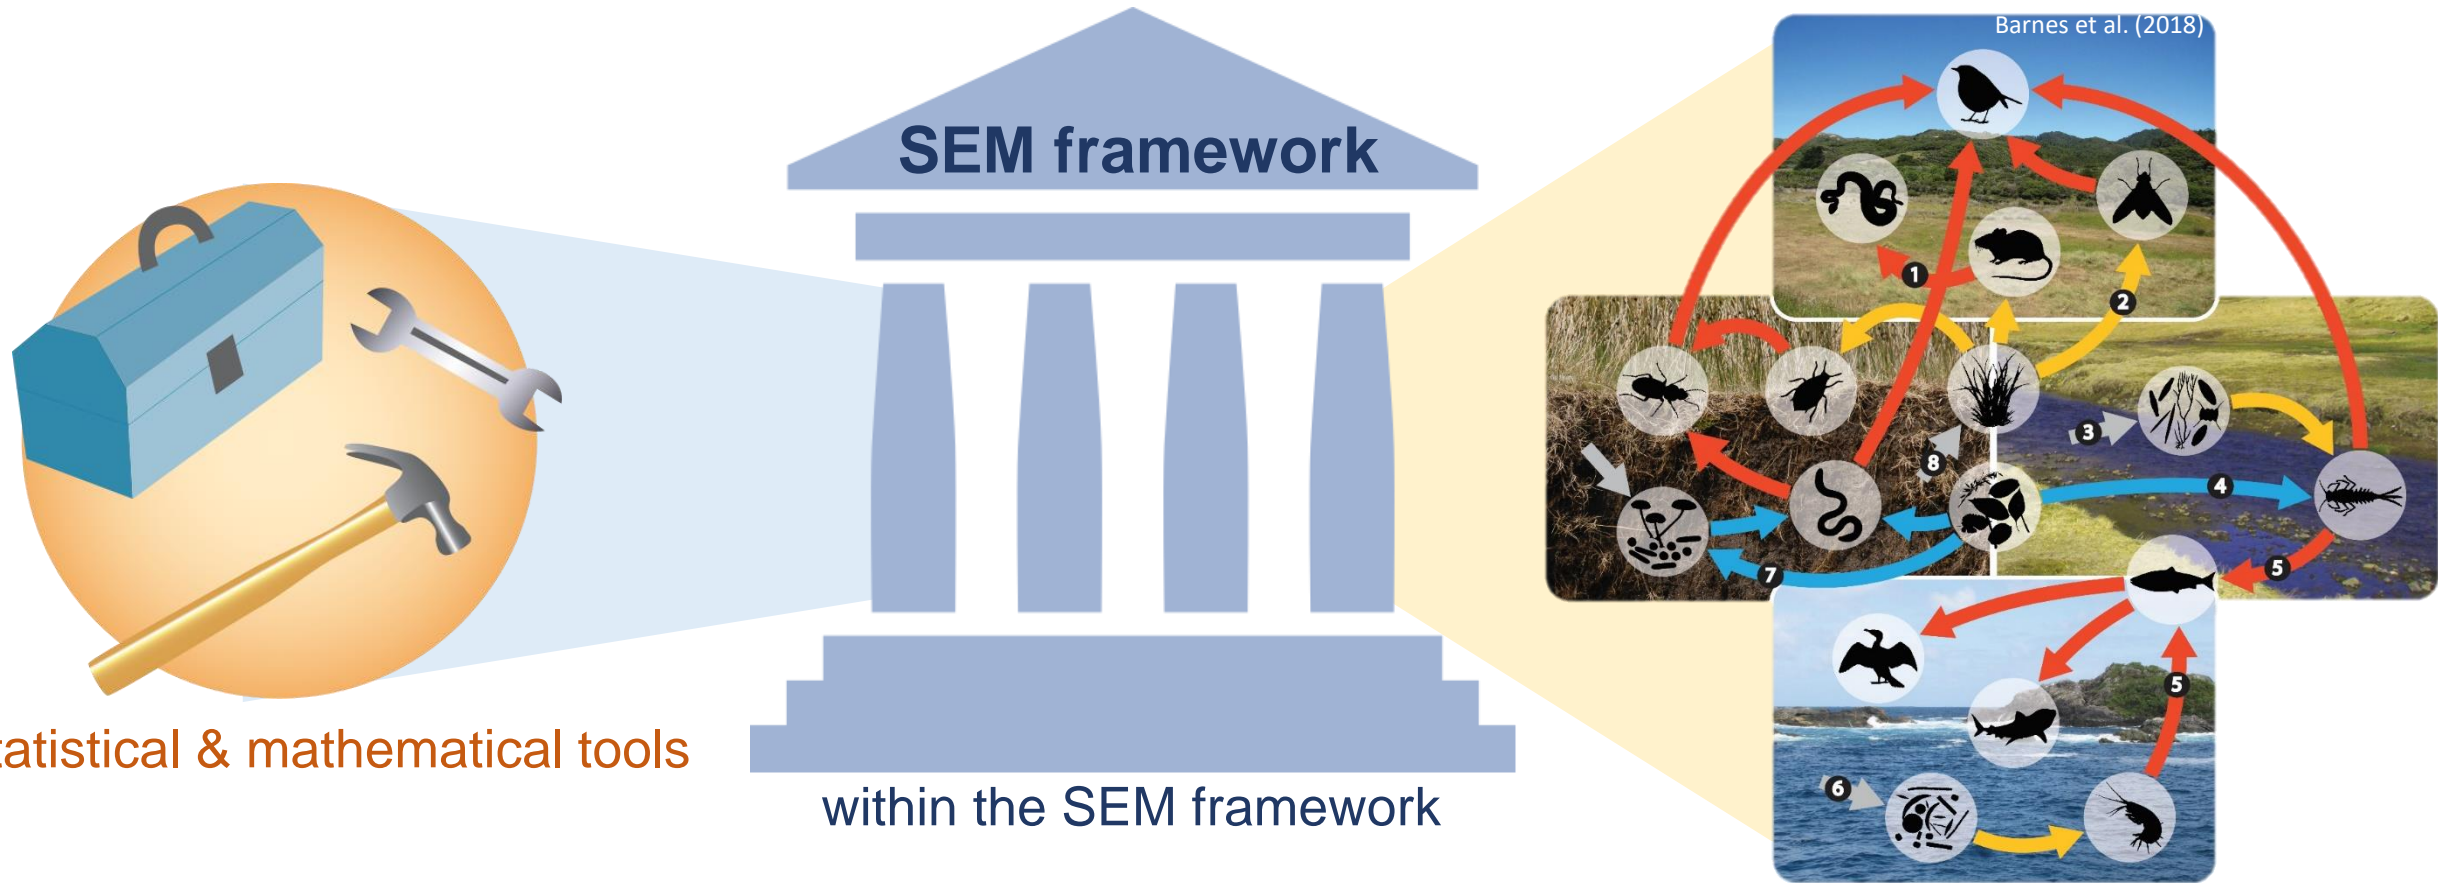 Barnes et al. (2018)
SEM framework
1
2
3
8
4
7
5
5
6
tatistical & mathematical tools
within the SEM framework